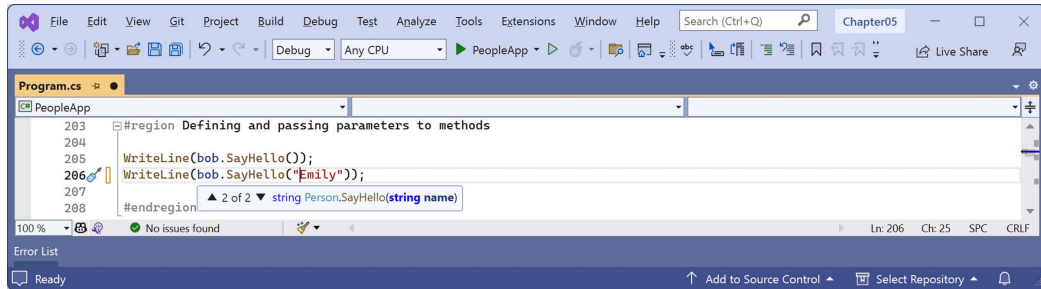 File Edit View Git Project Build Debug Test Analyze Tools Extensions Window Help Search (Ctrl+Q) Chapter05
Debug Any CPU PeopleApp Live Share
Program.cs
C# PeopleApp
203 #region Defining and passing parameters to methods
204
205 WriteLine(bob.SayHello());
206 WriteLine(bob.SayHello("Emily"));
207
▲ 2 of 2 ▼ string Person.SayHello(string name)
208 #endregion
100 % No issues found Ln: 206 Ch: 25 SPC CRLF
Error List
Ready Add to Source Control Select Repository